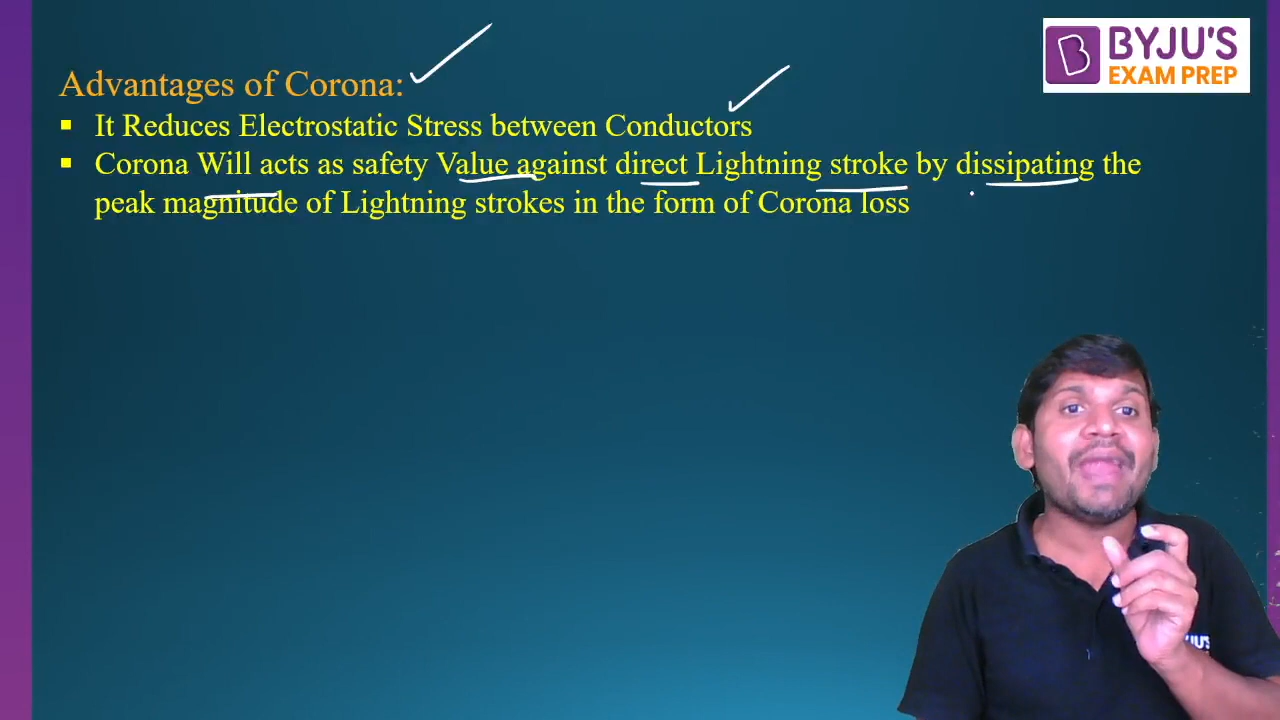 BYJU'S
EXAM PREP
Advantages of Corona:
▪ It Reduces Electrostatic Stress between Conductors
▪ Corona Will acts as safety Value against direct Lightning stroke by dissipating the
peak magnitude of Lightning strokes in the form of Corona loss